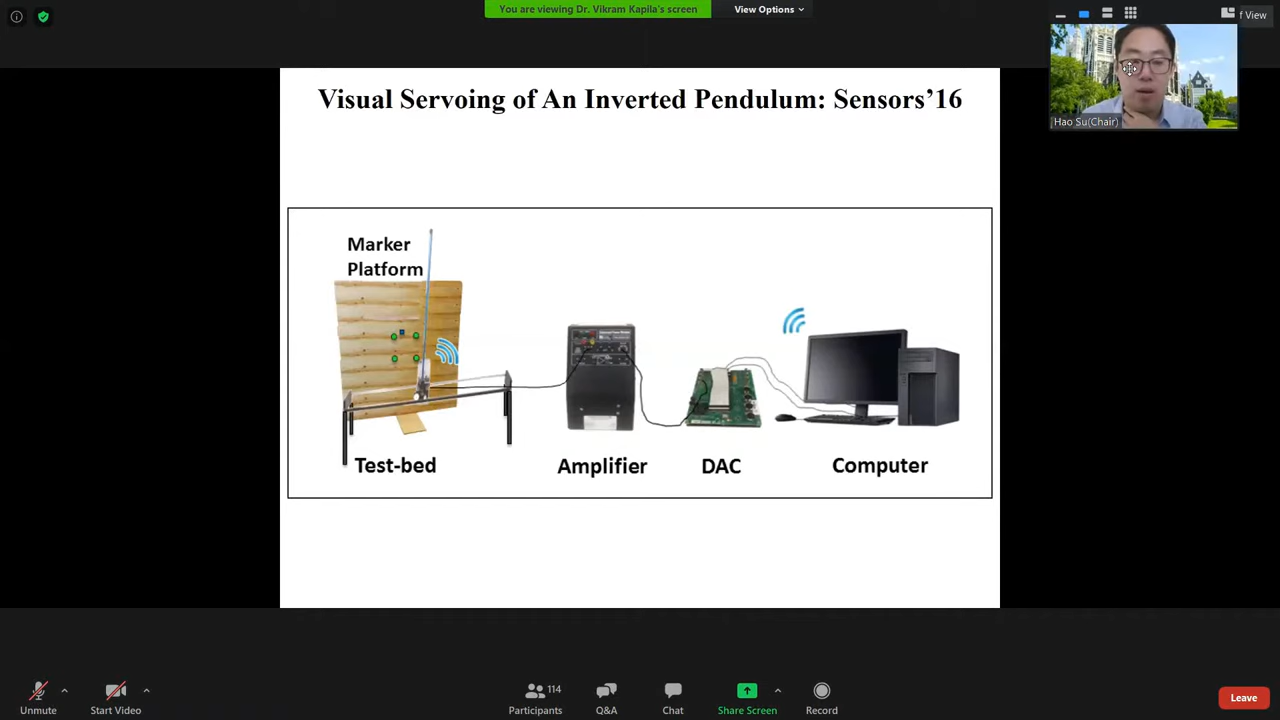 You are viewing Dr. Vikram Kapila's screen
View Options
f View
Hao Su(Chair)
Visual Servoing of An Inverted Pendulum: Sensors’16
Marker
Platform
Test-bed
Amplifier
DAC
Computer
Unmute
Start Video
114
Participants
Q&A
Chat
Share Screen
Record
Leave